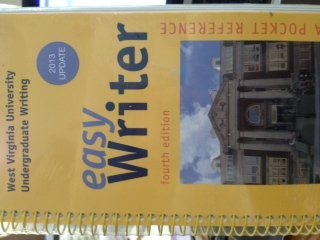 West Virginia University
Undergraduate Writing
2013
UPDATE
easy
Writer
fourth edition
A POCKET REFERENCE